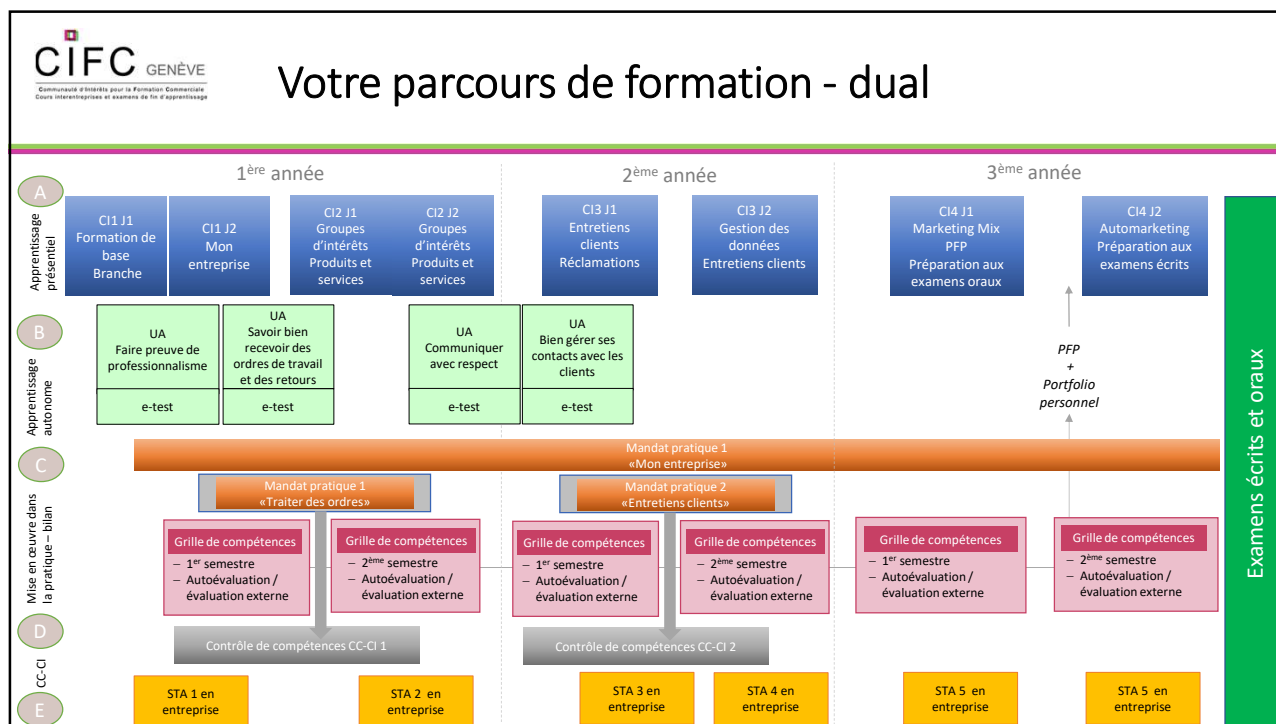 CIFC GENÈVE
Communauté d'Intérêts pour la Formation Commerciale
Cours interentreprises et examens de fin d'apprentissage
Votre parcours de formation - dual
1ère année
2ème année
3ème année
A
Apprentissage
présentiel
CI1 J1
Formation de
base
Branche
CI1 J2
Mon
entreprise
CI2 J1
Groupes
d'intérêts
Produits et
services
CI2 J2
Groupes
d'intérêts
Produits et
services
CI3 J1
Entretiens
clients
Réclamations
CI3 J2
Gestion des
données
Entretiens clients
CI4 J1
Marketing Mix
PFP
Préparation aux
examens oraux
CI4 J2
Automarketing
Préparation aux
examens écrits
B
Apprentissage
autonome
UA
Faire preuve de
professionnalisme
e-test
UA
Savoir bien
recevoir des
ordres de travail
et des retours
e-test
UA
Communiquer
avec respect
e-test
UA
Bien gérer ses
contacts avec les
clients
e-test
PFP
+
Portfolio
personnel
C
Mise en œuvre dans
la pratique – bilan
Mandat pratique 1
«Mon entreprise»
Mandat pratique 1
«Traiter des ordres»
Mandat pratique 2
«Entretiens clients»
Grille de compétences
– 1er semestre
– Autoévaluation /
évaluation externe
Grille de compétences
– 2ème semestre
– Autoévaluation /
évaluation externe
Grille de compétences
– 1er semestre
– Autoévaluation /
évaluation externe
Grille de compétences
– 2ème semestre
– Autoévaluation /
évaluation externe
Grille de compétences
– 1er semestre
– Autoévaluation /
évaluation externe
Grille de compétences
– 2ème semestre
– Autoévaluation /
évaluation externe
D
CC-CI
Contrôle de compétences CC-CI 1
Contrôle de compétences CC-CI 2
E
STA 1 en
entreprise
STA 2 en
entreprise
STA 3 en
entreprise
STA 4 en
entreprise
STA 5 en
entreprise
STA 5 en
entreprise
Examens écrits et oraux